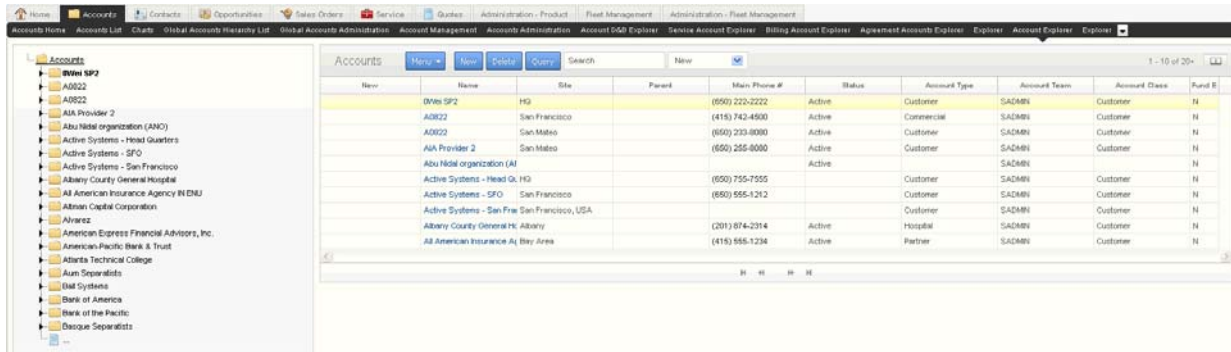 Home Accounts Contacts Opportunities Sales Orders Service Quotes Administration - Product Fleet Management Administration - Fleet Management
Accounts Home Accounts List Charts Global Accounts Hierarchy List Global Accounts Administration Account Management Accounts Administration Account D&B Explorer Service Account Explorer Billing Account Explorer Agreement Accounts Explorer Explorer Account Explorer Explorer
Accounts
0Wei SP2
A0822
A0822
AIA Provider 2
Abu Nidal organization (ANO)
Active Systems - Head Quarters
Active Systems - SFO
Active Systems - San Francisco
Albany County General Hospital
All American Insurance Agency IN ENU
Altman Capital Corporation
Alvarez
American Express Financial Advisors, Inc.
American-Pacific Bank & Trust
Atlanta Technical College
Aum Separatists
Ball Systems
Bank of America
Bank of the Pacific
Basque Separatists
...
Accounts Menu New Delete Query Search New 1 - 10 of 20+
New Name Site Parent Main Phone # Status Account Type Account Team Account Class Fund E
0Wei SP2 HQ (650) 222-2222 Active Customer SADMIN Customer N
A0822 San Francisco (415) 742-4500 Active Commercial SADMIN Customer N
A0822 San Mateo (650) 233-8080 Active Customer SADMIN Customer N
AIA Provider 2 San Mateo (650) 255-8080 Active Customer SADMIN Customer N
Abu Nidal organization (AI Active SADMIN N
Active Systems - Head Qu HQ (650) 755-7555 Customer SADMIN Customer N
Active Systems - SFO San Francisco (650) 555-1212 Customer SADMIN Customer N
Active Systems - San Fran San Francisco, USA Customer SADMIN Customer N
Albany County General Hc Albany (201) 874-2314 Active Hospital SADMIN Customer N
All American Insurance Ag Bay Area (415) 555-1234 Active Partner SADMIN Customer N